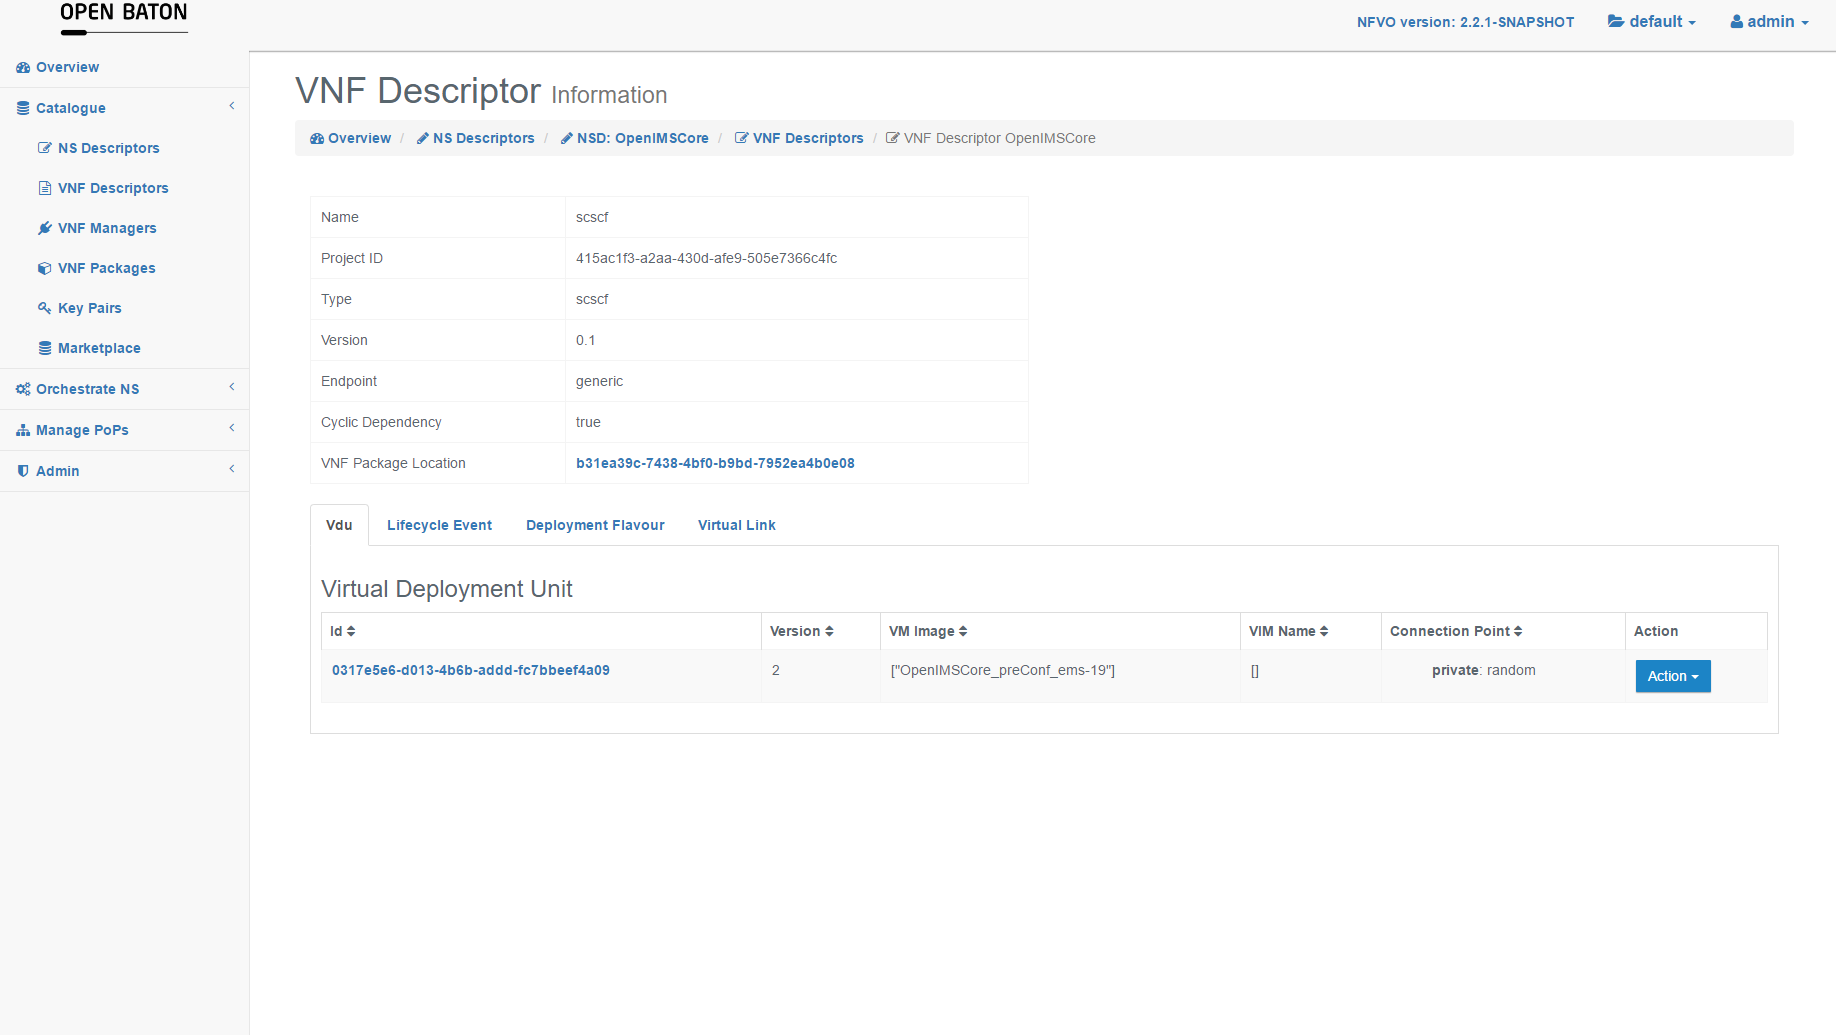 OPEN BATON
NFVO version: 2.2.1-SNAPSHOT default admin
Overview
Catalogue
NS Descriptors
VNF Descriptors
VNF Managers
VNF Packages
Key Pairs
Marketplace
Orchestrate NS
Manage PoPs
Admin
VNF Descriptor Information
Overview / NS Descriptors / NSD: OpenIMSCore / VNF Descriptors / VNF Descriptor OpenIMSCore
Name scscf
Project ID 415ac1f3-a2aa-430d-afe9-505e7366c4fc
Type scscf
Version 0.1
Endpoint generic
Cyclic Dependency true
VNF Package Location b31ea39c-7438-4bf0-b9bd-7952ea4b0e08
Vdu Lifecycle Event Deployment Flavour Virtual Link
Virtual Deployment Unit
Id Version VM Image VIM Name Connection Point Action
0317e5e6-d013-4b6b-addd-fc7bbeef4a09 2 ["OpenIMSCore_preConf_ems-19"] [] private: random Action